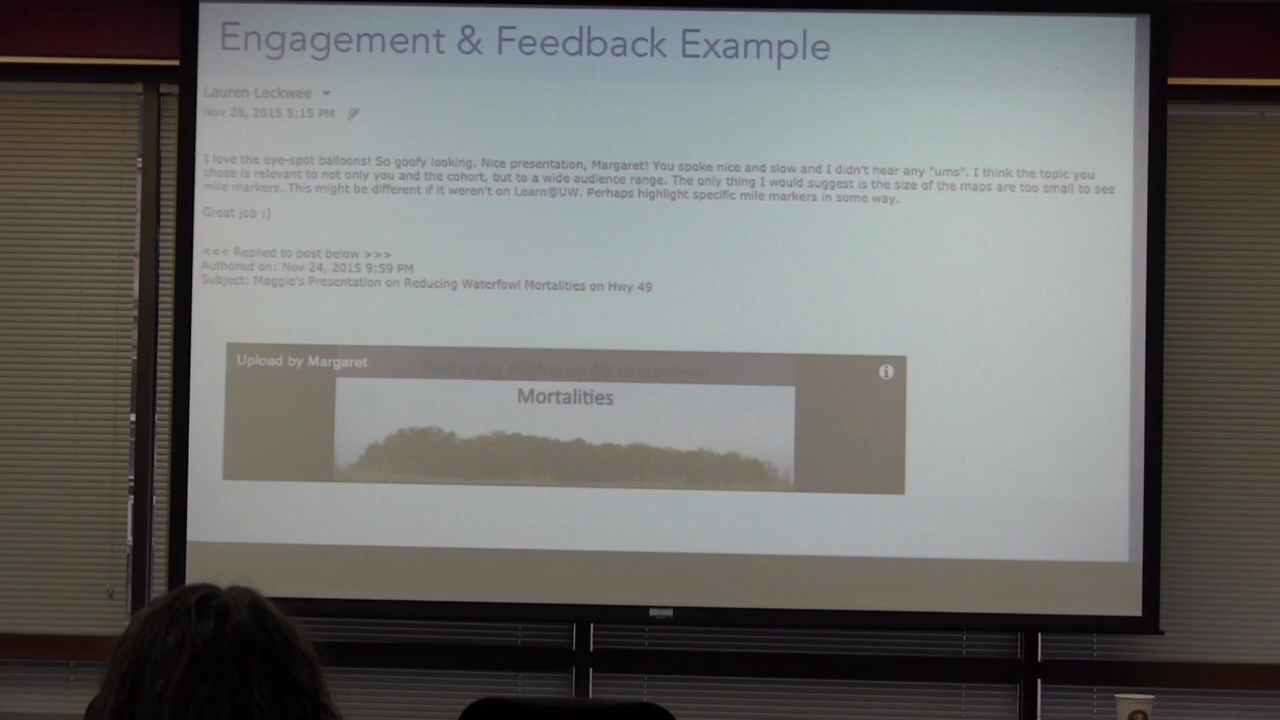 Engagement & Feedback Example
Lauren Leckwee
Nov 28, 2015 5:15 PM
I love the eye-spot balloons! So goofy looking. Nice presentation, Margaret! You spoke nice and slow and I didn't hear any "ums". I think the topic you
chose is relevant to not only you and the cohort, but to a wide audience range. The only thing I would suggest is the size of the maps are too small to see
mile markers. This might be different if it weren't on Learn@UW. Perhaps highlight specific mile markers in some way.
Great job :)
<<< Replied to post below >>>
Authored on: Nov 24, 2015 9:59 PM
Subject: Maggie's Presentation on Reducing Waterfowl Mortalities on Hwy 49
Upload by Margaret
Reducing Highway 49 Waterfowl
Mortalities